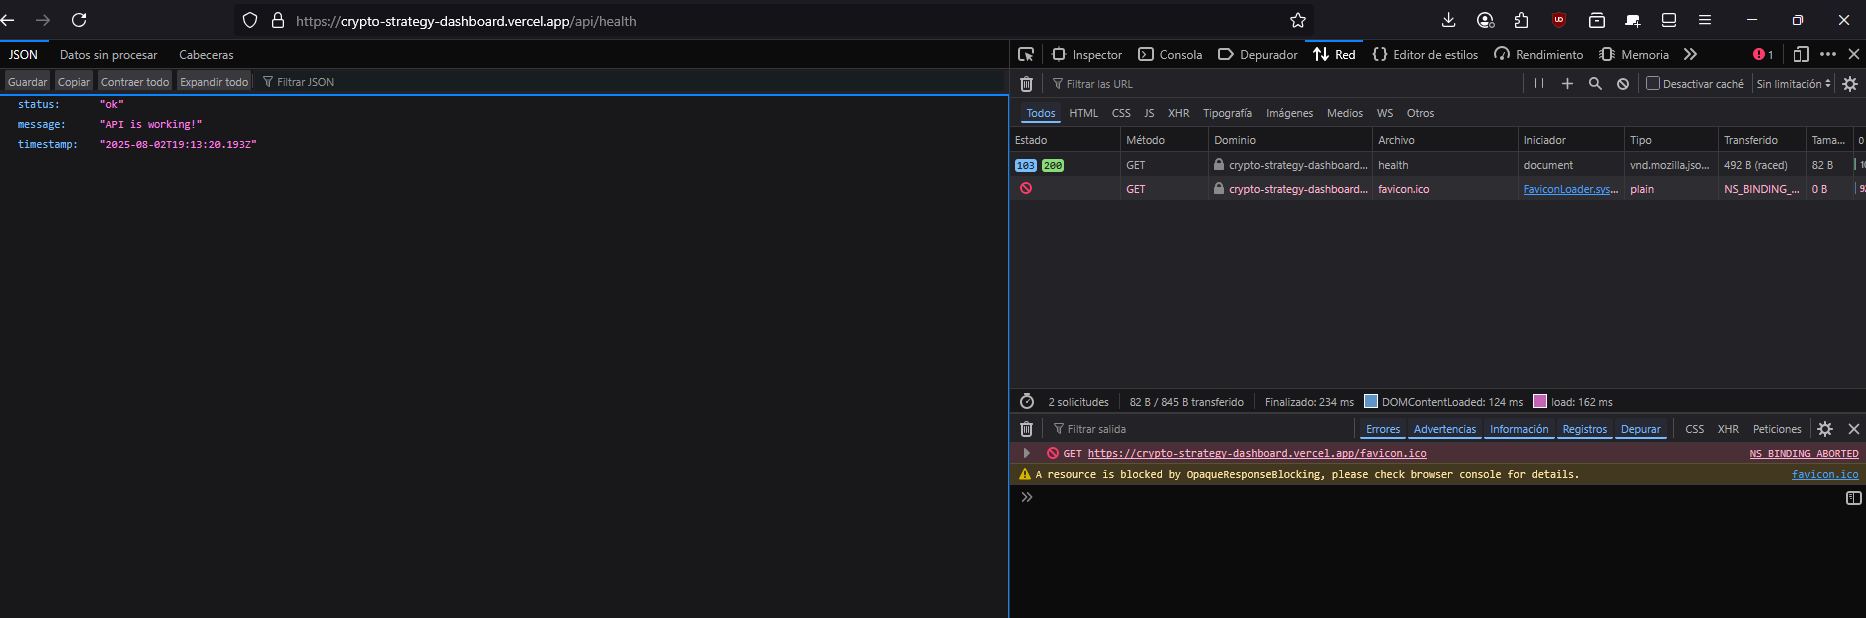 https://crypto-strategy-dashboard.vercel.app/api/health
JSON Datos sin procesar Cabeceras
Guardar Copiar Contraer todo Expandir todo Filtrar JSON
status: "ok"
message: "API is working!"
timestamp: "2025-08-02T19:13:20.193Z"
Inspector Consola Depurador Red Editor de estilos Rendimiento Memoria 1
Filtrar las URL Desactivar caché Sin limitación
Todos HTML CSS JS XHR Tipografía Imágenes Medios WS Otros
Estado Método Dominio Archivo Iniciador Tipo Transferido Tama... 0
103 200 GET crypto-strategy-dashboard... health document vnd.mozilla.jso... 492 B (raced) 82 B
GET crypto-strategy-dashboard... favicon.ico FaviconLoader.sys... plain NS_BINDING_... 0 B
2 solicitudes 82 B / 845 B transferido Finalizado: 234 ms DOMContentLoaded: 124 ms load: 162 ms
Filtrar salida Errores Advertencias Información Registros Depurar CSS XHR Peticiones
GET https://crypto-strategy-dashboard.vercel.app/favicon.ico NS_BINDING_ABORTED
A resource is blocked by OpaqueResponseBlocking, please check browser console for details. favicon.ico